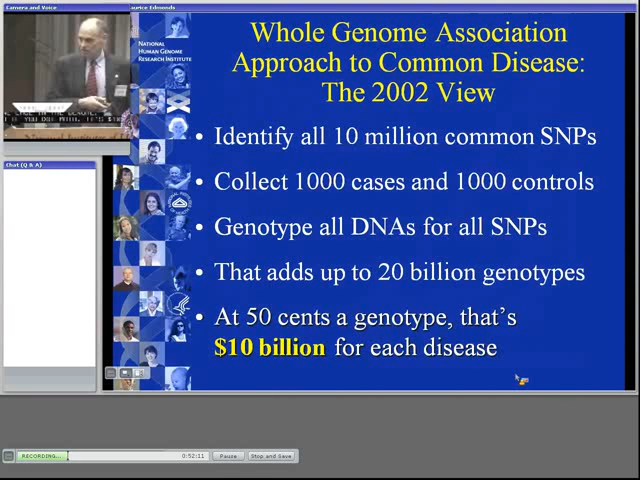 Camera and Voice
aurice Edmonds
NATIONAL
HUMAN GENOME
RESEARCH INSTITUTE
Whole Genome Association
Approach to Common Disease:
The 2002 View
• Identify all 10 million common SNPs
Chat (Q & A)
• Collect 1000 cases and 1000 controls
• Genotype all DNAs for all SNPs
• That adds up to 20 billion genotypes
• At 50 cents a genotype, that's
$10 billion for each disease
RECORDING...
0:52:11
Pause
Stop and Save